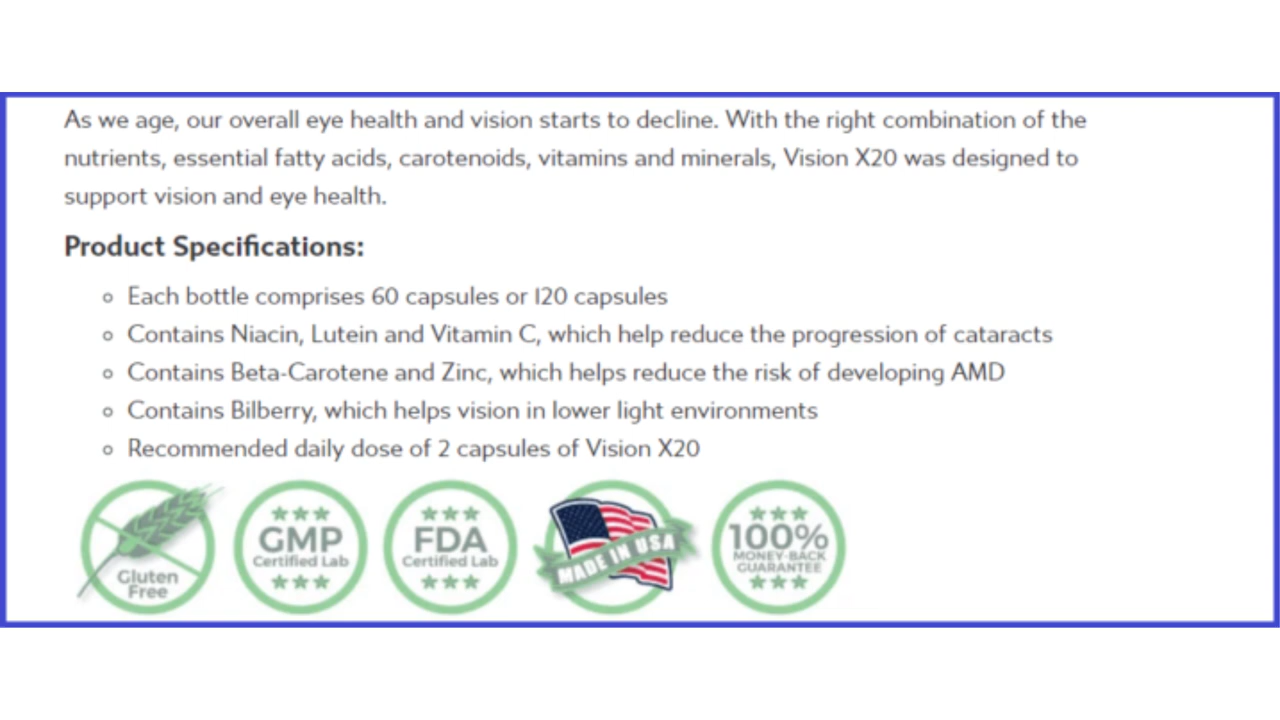 As we age, our overall eye health and vision starts to decline. With the right combination of the
nutrients, essential fatty acids, carotenoids, vitamins and minerals, Vision X20 was designed to
support vision and eye health.
Product Specifications:
Each bottle comprises 60 capsules or 120 capsules
Contains Niacin, Lutein and Vitamin C, which help reduce the progression of cataracts
Contains Beta-Carotene and Zinc, which helps reduce the risk of developing AMD
Contains Bilberry, which helps vision in lower light environments
Recommended daily dose of 2 capsules of Vision X20
Gluten
Free
GMP
Certified Lab
FDA
Certified Lab
MADE IN USA
100%
MONEY-BACK
GUARANTEE